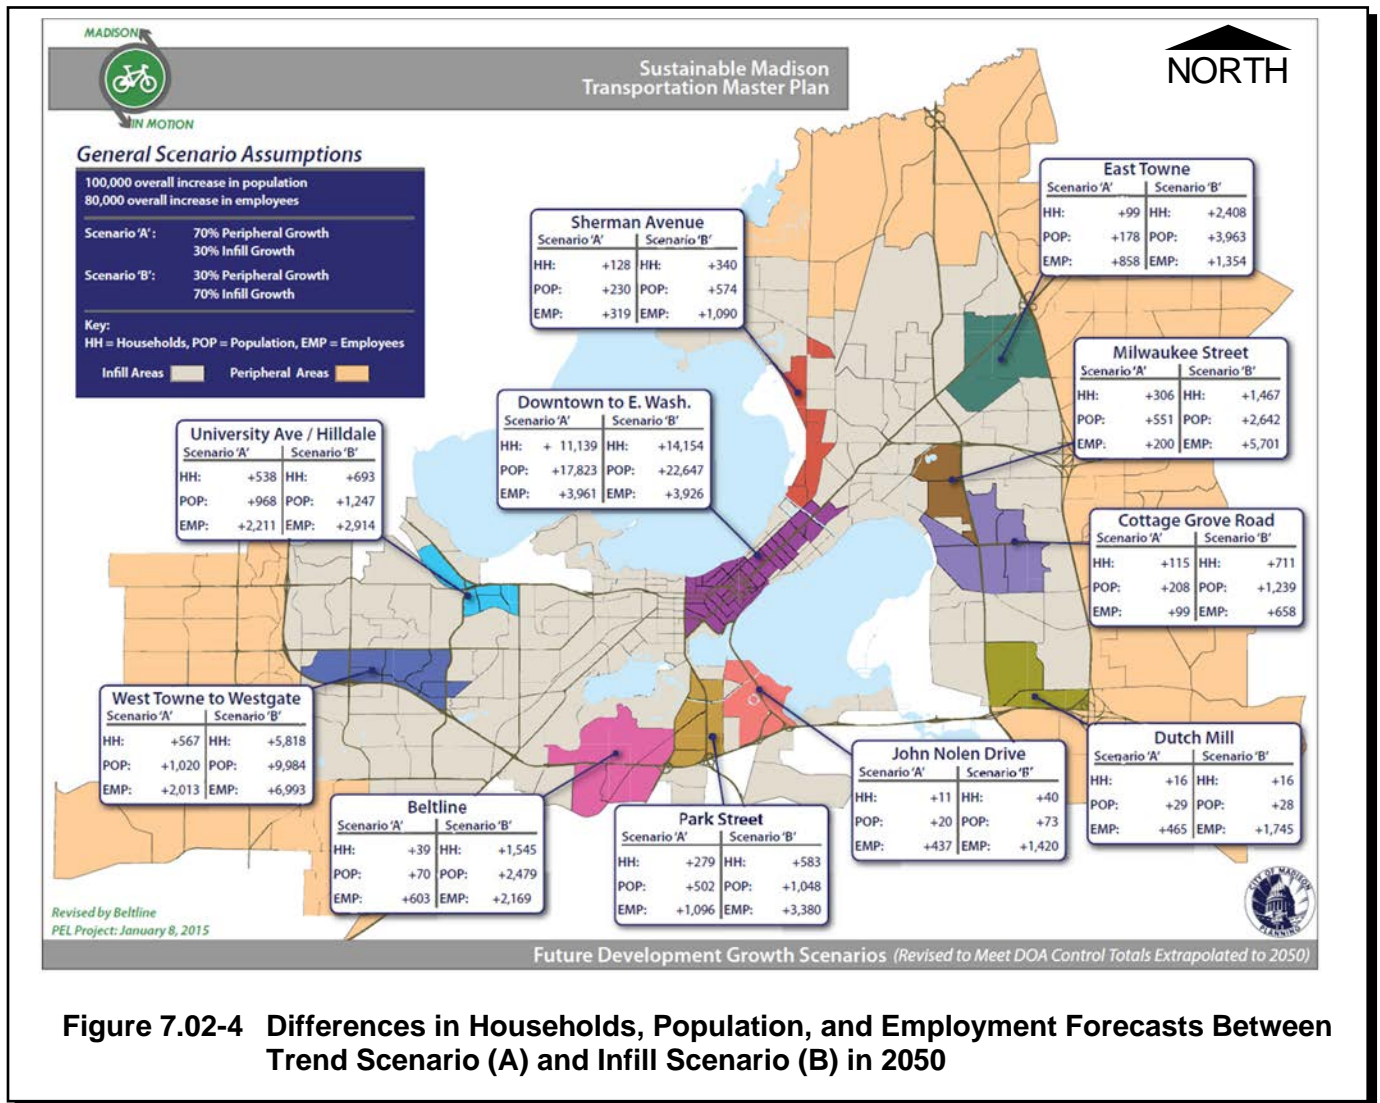 MADISON
IN MOTION
Sustainable Madison
Transportation Master Plan
NORTH
General Scenario Assumptions
100,000 overall increase in population
80,000 overall increase in employees
Scenario 'A': 70% Peripheral Growth
30% Infill Growth
Scenario 'B': 30% Peripheral Growth
70% Infill Growth
Key:
HH = Households, POP = Population, EMP = Employees
Infill Areas Peripheral Areas
East Towne
Scenario 'A' Scenario 'B'
HH: +99 HH: +2,408
POP: +178 POP: +3,963
EMP: +858 EMP: +1,354
Sherman Avenue
Scenario 'A' Scenario 'B'
HH: +128 HH: +340
POP: +230 POP: +574
EMP: +319 EMP: +1,090
Milwaukee Street
Scenario 'A' Scenario 'B'
HH: +306 HH: +1,467
POP: +551 POP: +2,642
EMP: +200 EMP: +5,701
Downtown to E. Wash.
Scenario 'A' Scenario 'B'
HH: + 11,139 HH: +14,154
POP: +17,823 POP: +22,647
EMP: +3,961 EMP: +3,926
University Ave / Hilldale
Scenario 'A' Scenario 'B'
HH: +538 HH: +693
POP: +968 POP: +1,247
EMP: +2,211 EMP: +2,914
Cottage Grove Road
Scenario 'A' Scenario 'B'
HH: +115 HH: +711
POP: +208 POP: +1,239
EMP: +99 EMP: +658
West Towne to Westgate
Scenario 'A' Scenario 'B'
HH: +567 HH: +5,818
POP: +1,020 POP: +9,984
EMP: +2,013 EMP: +6,993
Dutch Mill
Scenario 'A' Scenario 'B'
HH: +16 HH: +16
POP: +29 POP: +28
EMP: +465 EMP: +1,745
John Nolen Drive
Scenario 'A' Scenario 'B'
HH: +11 HH: +40
POP: +20 POP: +73
EMP: +437 EMP: +1,420
Beltline
Scenario 'A' Scenario 'B'
HH: +39 HH: +1,545
POP: +70 POP: +2,479
EMP: +603 EMP: +2,169
Park Street
Scenario 'A' Scenario 'B'
HH: +279 HH: +583
POP: +502 POP: +1,048
EMP: +1,096 EMP: +3,380
CITY OF MADISON
PLANNING
Revised by Beltline
PEL Project: January 8, 2015
Future Development Growth Scenarios (Revised to Meet DOA Control Totals Extrapolated to 2050)
Figure 7.02-4 Differences in Households, Population, and Employment Forecasts Between
Trend Scenario (A) and Infill Scenario (B) in 2050